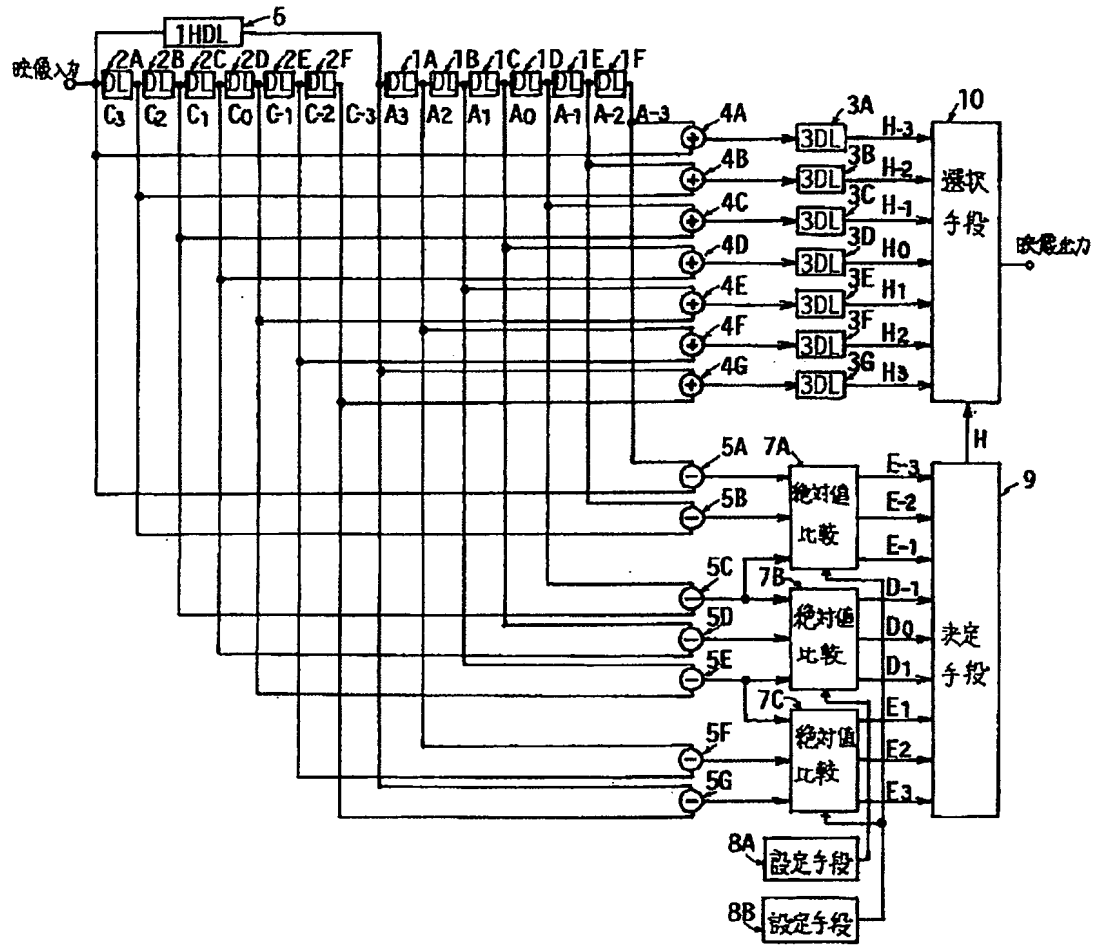 6
1HDL
映像入力
2A 2B 2C 2D 2E 2F 1A 1B 1C 1D 1E 1F
DL DL DL DL DL DL DL DL DL DL DL DL
C3 C2 C1 C0 C-1 C-2 C-3 A3 A2 A1 A0 A-1 A-2 A-3
4A 3DL 3A H-3
4B 3DL 3B H-2
4C 3DL 3C H-1
4D 3DL 3D H0
4E 3DL 3E H1
4F 3DL 3F H2
4G 3DL 3G H3
10
選択
手段
映像出力
H
5A 7A E-3
5B 絶対値 E-2
比較 E-1
5C 7B D-1
5D 絶対値 D0
5E 比較 D1
7C E1
5F 絶対値 E2
5G 比較 E3
9
決定
手段
8A 設定手段
8B 設定手段